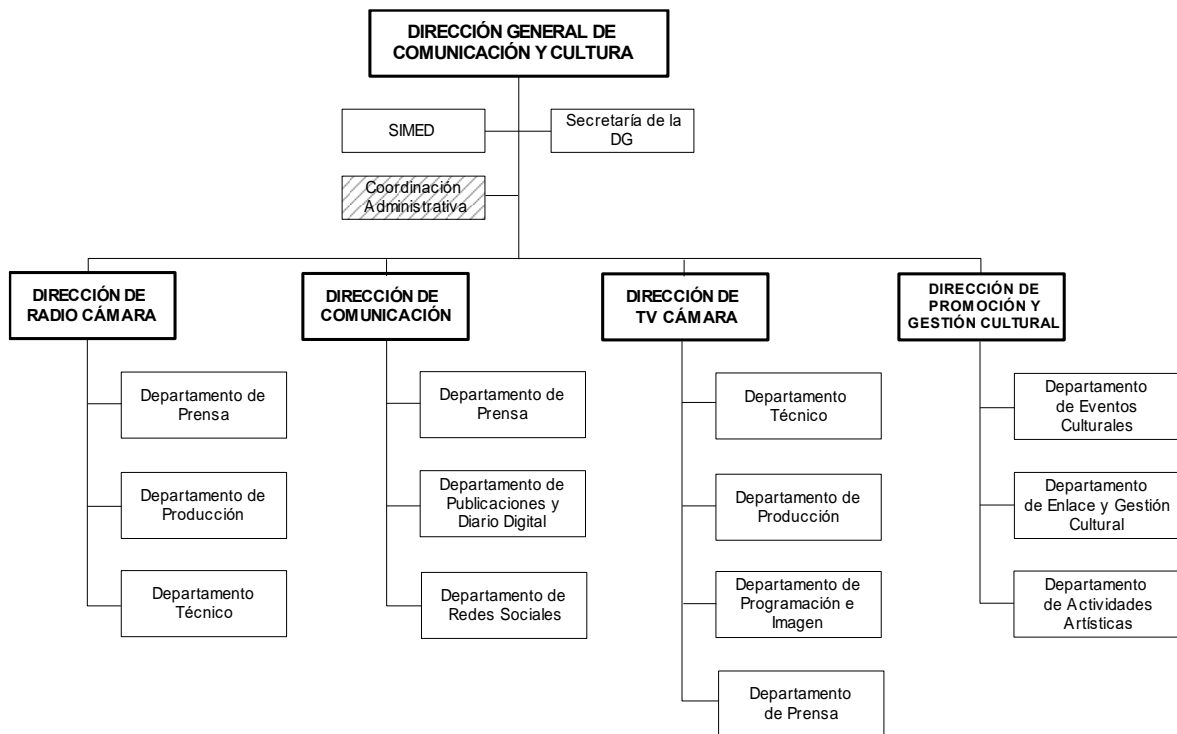 DIRECCIÓN GENERAL DE
COMUNICACIÓN Y CULTURA
SIMED
Secretaría de la
DG
Coordinación
Administrativa
DIRECCIÓN DE
RADIO CÁMARA
Departamento de
Prensa
Departamento de
Producción
Departamento
Técnico
DIRECCIÓN DE
COMUNICACIÓN
Departamento de
Prensa
Departamento de
Publicaciones y
Diario Digital
Departamento de
Redes Sociales
DIRECCIÓN DE
TV CÁMARA
Departamento
Técnico
Departamento de
Producción
Departamento de
Programación e
Imagen
Departamento
de Prensa
DIRECCIÓN DE
PROMOCIÓN Y
GESTIÓN CULTURAL
Departamento
de Eventos
Culturales
Departamento
de Enlace y Gestión
Cultural
Departamento
de Actividades
Artísticas